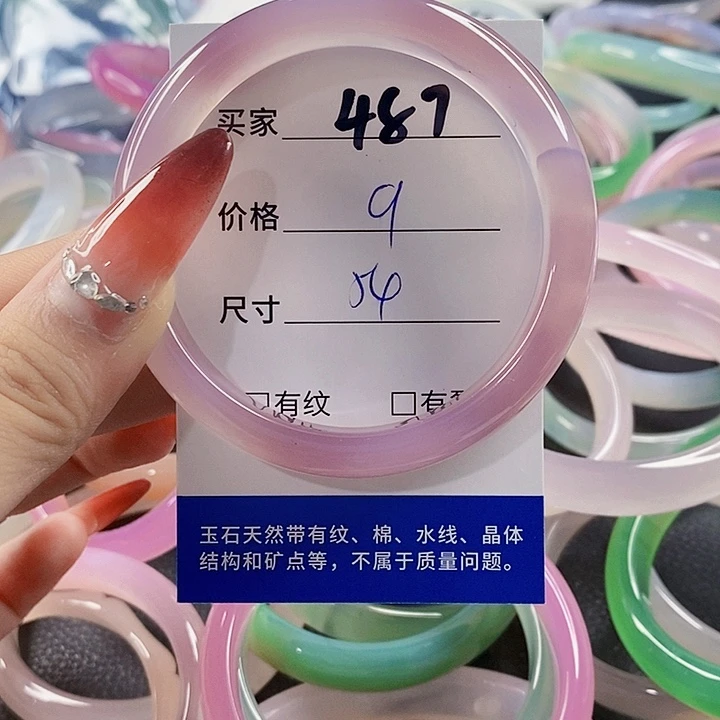 买家 487
价格 9
尺寸 54
□有纹 □有
玉石天然带有纹、棉、水线、晶体
结构和矿点等，不属于质量问题。